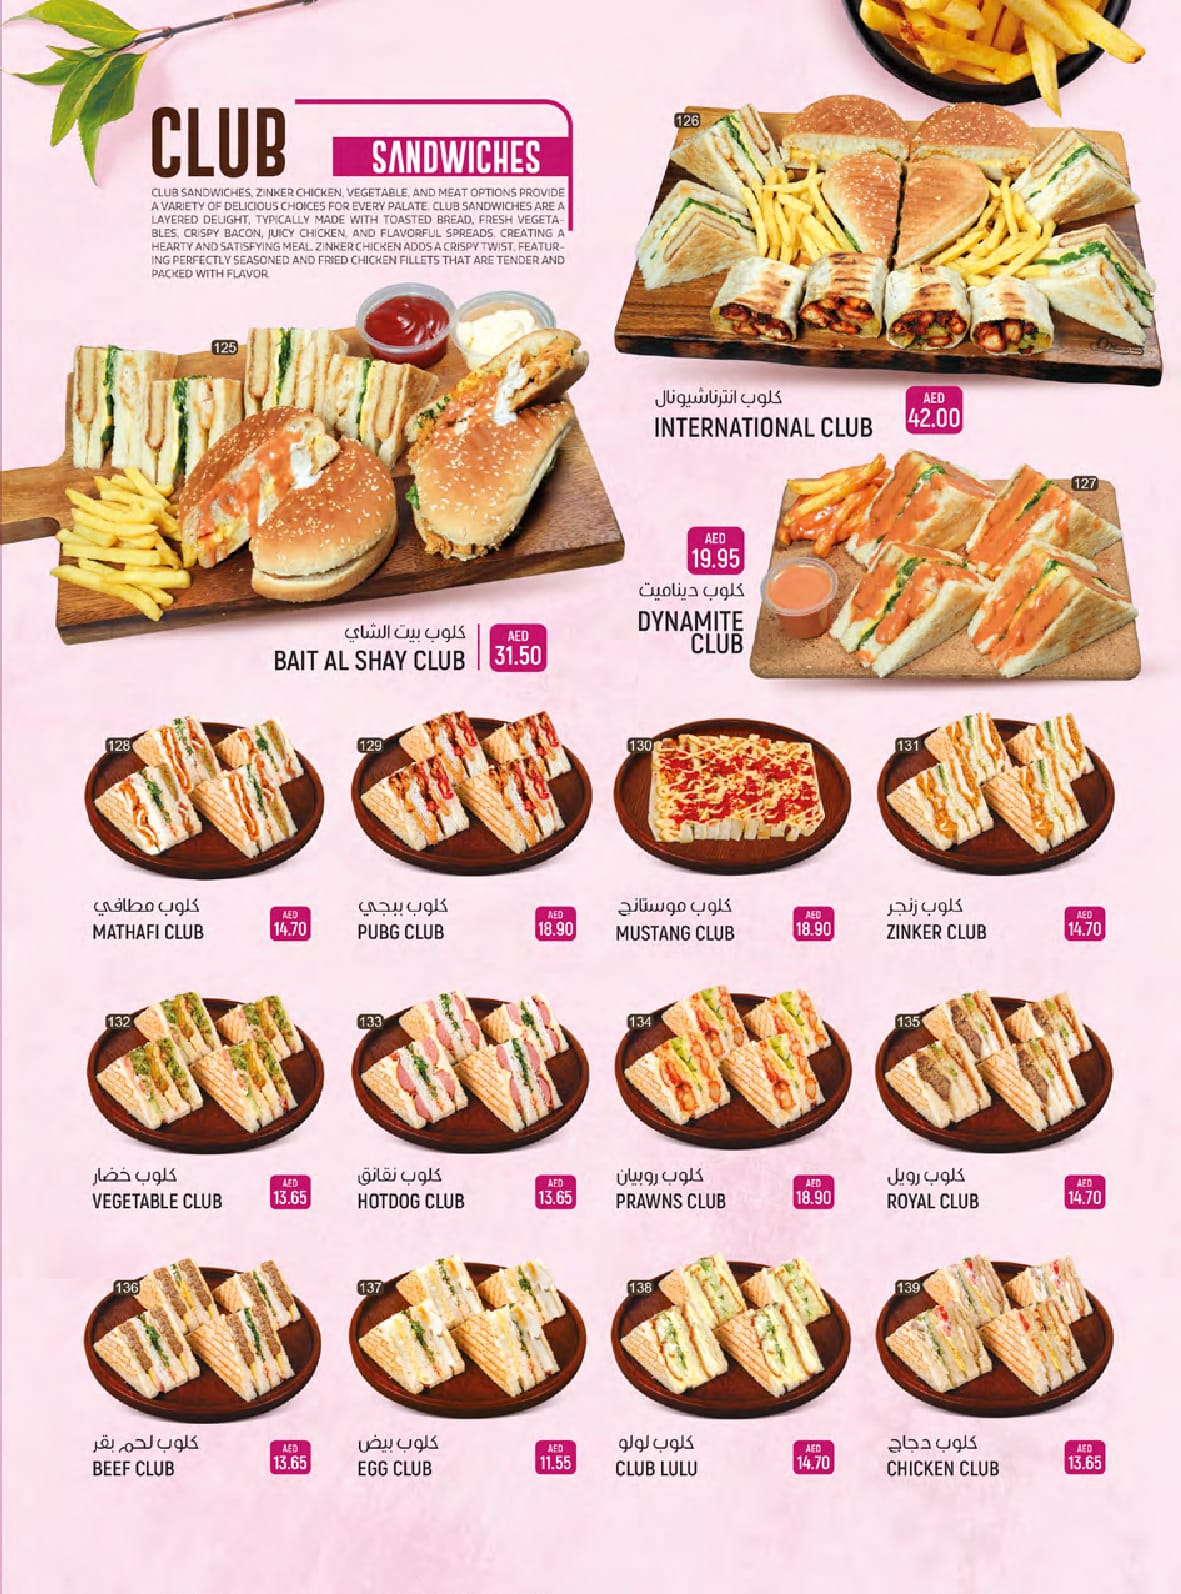 CLUB
SANDWICHES
CLUB SANDWICHES, ZINKER CHICKEN, VEGETABLE, AND MEAT OPTIONS PROVIDE
A VARIETY OF DELICIOUS CHOICES FOR EVERY PALATE. CLUB SANDWICHES ARE A
LAYERED DELIGHT, TYPICALLY MADE WITH TOASTED BREAD, FRESH VEGETA-
BLES, CRISPY BACON, JUICY CHICKEN, AND FLAVORFUL SPREADS, CREATING A
HEARTY AND SATISFYING MEAL. ZINKER CHICKEN ADDS A CRISPY TWIST, FEATUR-
ING PERFECTLY SEASONED AND FRIED CHICKEN FILLETS THAT ARE TENDER AND
PACKED WITH FLAVOR.
126
كلوب انترناشيونال
INTERNATIONAL CLUB
AED
42.00
125
كلوب بيت الشاي
BAIT AL SHAY CLUB
AED
31.50
127
AED
19.95
كلوب ديناميت
DYNAMITE
CLUB
128
كلوب مطافي
MATHAFI CLUB
AED
14.70
129
كلوب ببجي
PUBG CLUB
AED
18.90
130
كلوب موستانج
MUSTANG CLUB
AED
18.90
131
كلوب زنجر
ZINKER CLUB
AED
14.70
132
كلوب خضار
VEGETABLE CLUB
AED
13.65
133
كلوب نقانق
HOTDOG CLUB
AED
13.65
134
كلوب روبيان
PRAWNS CLUB
AED
18.90
135
كلوب رويل
ROYAL CLUB
AED
14.70
136
كلوب لحم بقر
BEEF CLUB
AED
13.65
137
كلوب بيض
EGG CLUB
AED
11.55
138
كلوب لولو
CLUB LULU
AED
14.70
139
كلوب دجاج
CHICKEN CLUB
AED
13.65